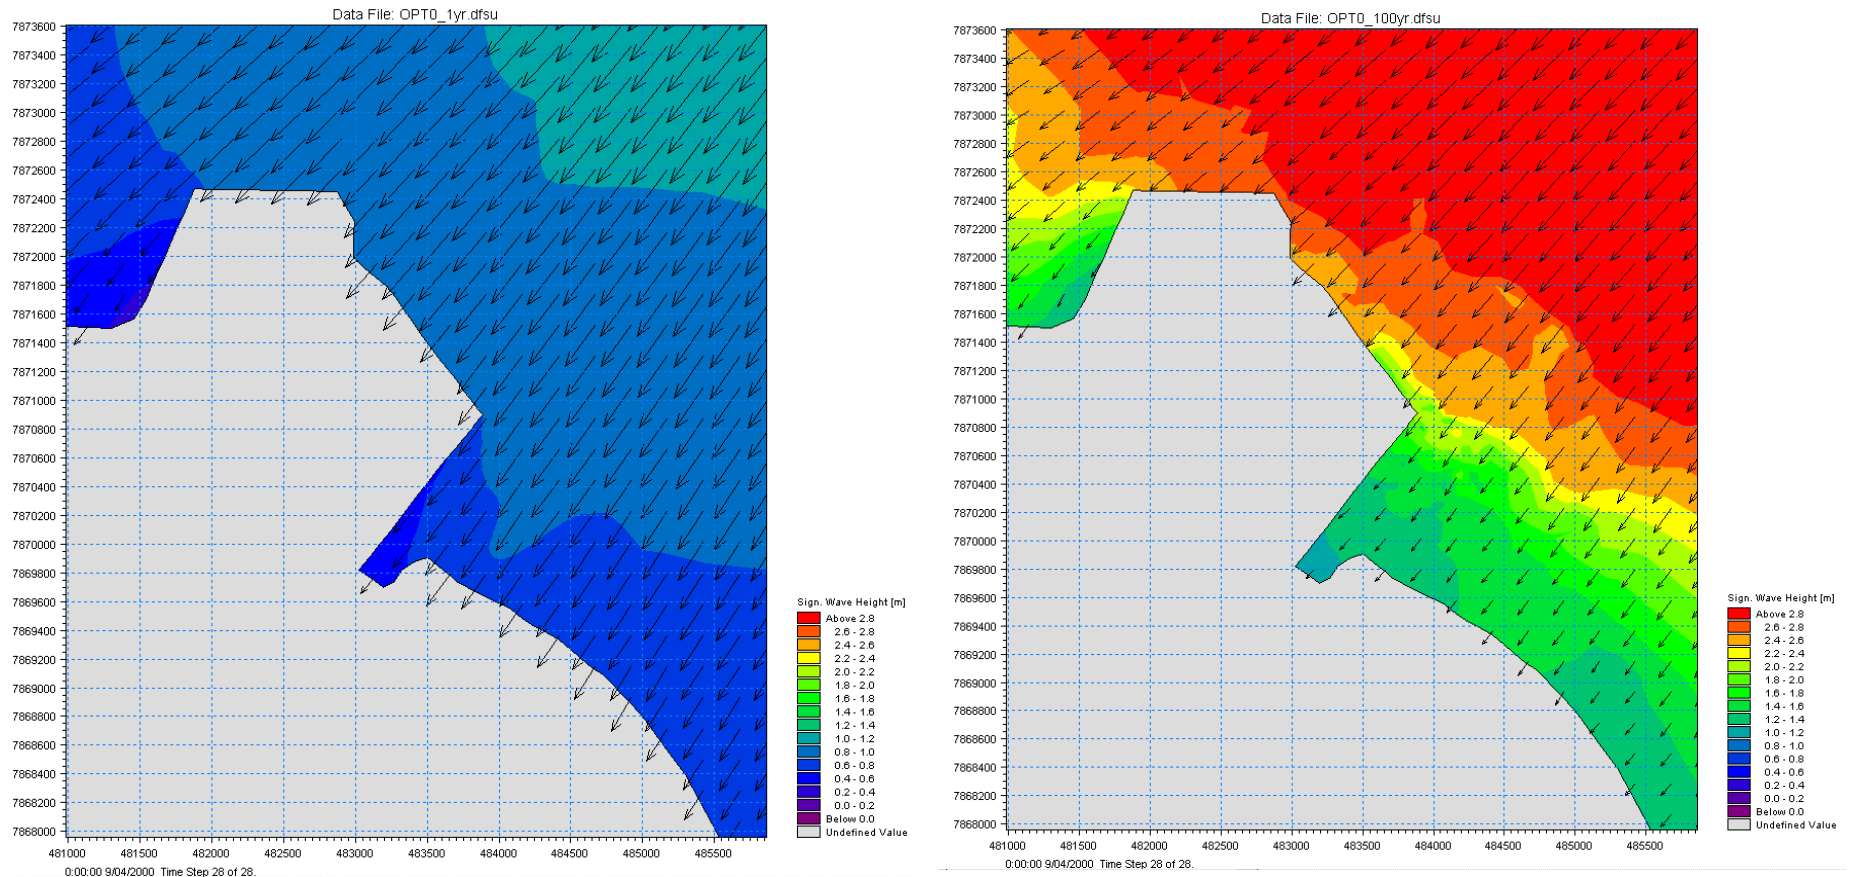 Data File: OPT0_1yr.dfsu
7873600
7873400
7873200
7873000
7872800
7872600
7872400
7872200
7872000
7871800
7871600
7871400
7871200
7871000
7870800
7870600
7870400
7870200
7870000
7869800
7869600
7869400
7869200
7869000
7868800
7868600
7868400
7868200
7868000
481000 481500 482000 482500 483000 483500 484000 484500 485000 485500
0:00:00 9/04/2000 Time Step 28 of 28.
Sign. Wave Height [m]
Above 2.8
2.6 - 2.8
2.4 - 2.6
2.2 - 2.4
2.0 - 2.2
1.8 - 2.0
1.6 - 1.8
1.4 - 1.6
1.2 - 1.4
1.0 - 1.2
0.8 - 1.0
0.6 - 0.8
0.4 - 0.6
0.2 - 0.4
0.0 - 0.2
Below 0.0
Undefined Value
Data File: OPT0_100yr.dfsu
7873600
7873400
7873200
7873000
7872800
7872600
7872400
7872200
7872000
7871800
7871600
7871400
7871200
7871000
7870800
7870600
7870400
7870200
7870000
7869800
7869600
7869400
7869200
7869000
7868800
7868600
7868400
7868200
7868000
481000 481500 482000 482500 483000 483500 484000 484500 485000 485500
0:00:00 9/04/2000 Time Step 28 of 28.
Sign. Wave Height [m]
Above 2.8
2.6 - 2.8
2.4 - 2.6
2.2 - 2.4
2.0 - 2.2
1.8 - 2.0
1.6 - 1.8
1.4 - 1.6
1.2 - 1.4
1.0 - 1.2
0.8 - 1.0
0.6 - 0.8
0.4 - 0.6
0.2 - 0.4
0.0 - 0.2
Below 0.0
Undefined Value